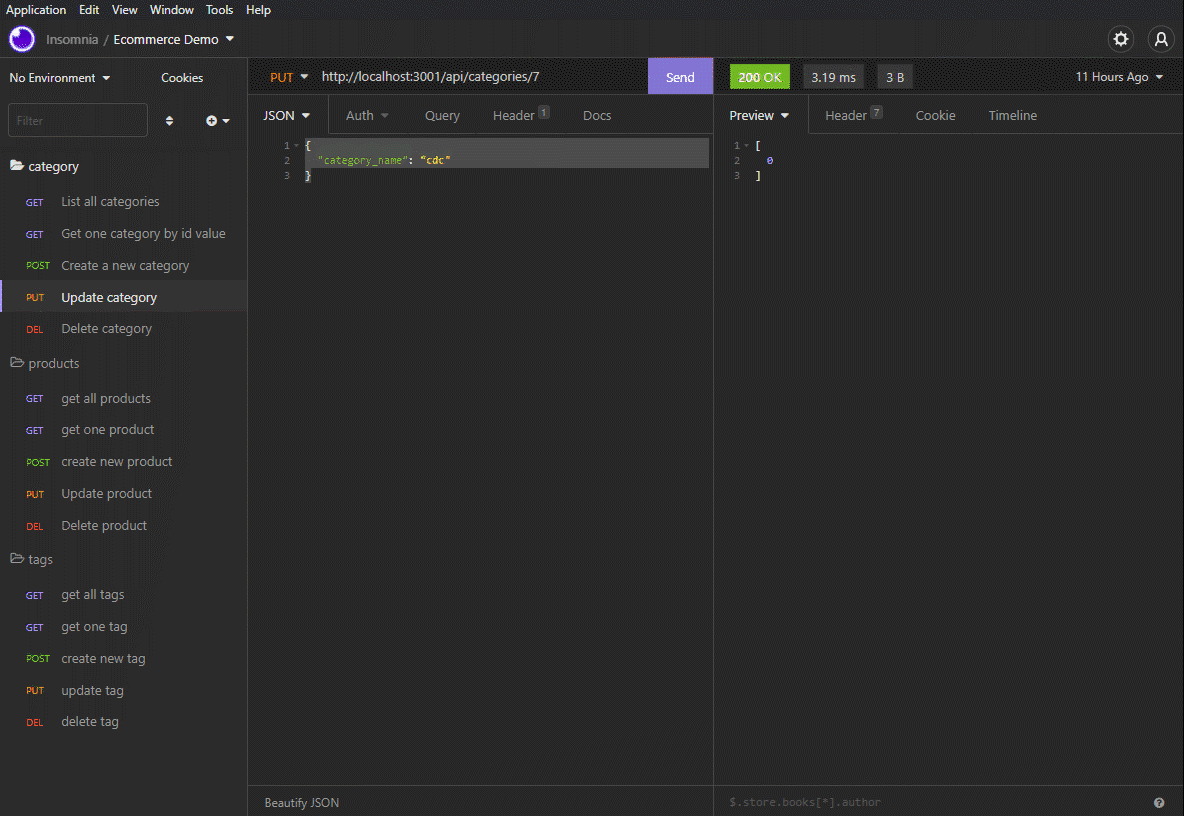 Application Edit View Window Tools Help
Insomnia / Ecommerce Demo
No Environment Cookies
Filter
category
GET List all categories
GET Get one category by id value
POST Create a new category
PUT Update category
DEL Delete category
products
GET get all products
GET get one product
POST create new product
PUT Update product
DEL Delete product
tags
GET get all tags
GET get one tag
POST create new tag
PUT update tag
DEL delete tag
PUT http://localhost:3001/api/categories/7 Send
JSON Auth Query Header 1 Docs
1 {
2 "category_name": "cdc"
3 }
Beautify JSON
200 OK 3.19 ms 3 B 11 Hours Ago
Preview Header 7 Cookie Timeline
1 [
2 0
3 ]
$.store.books[*].author
?